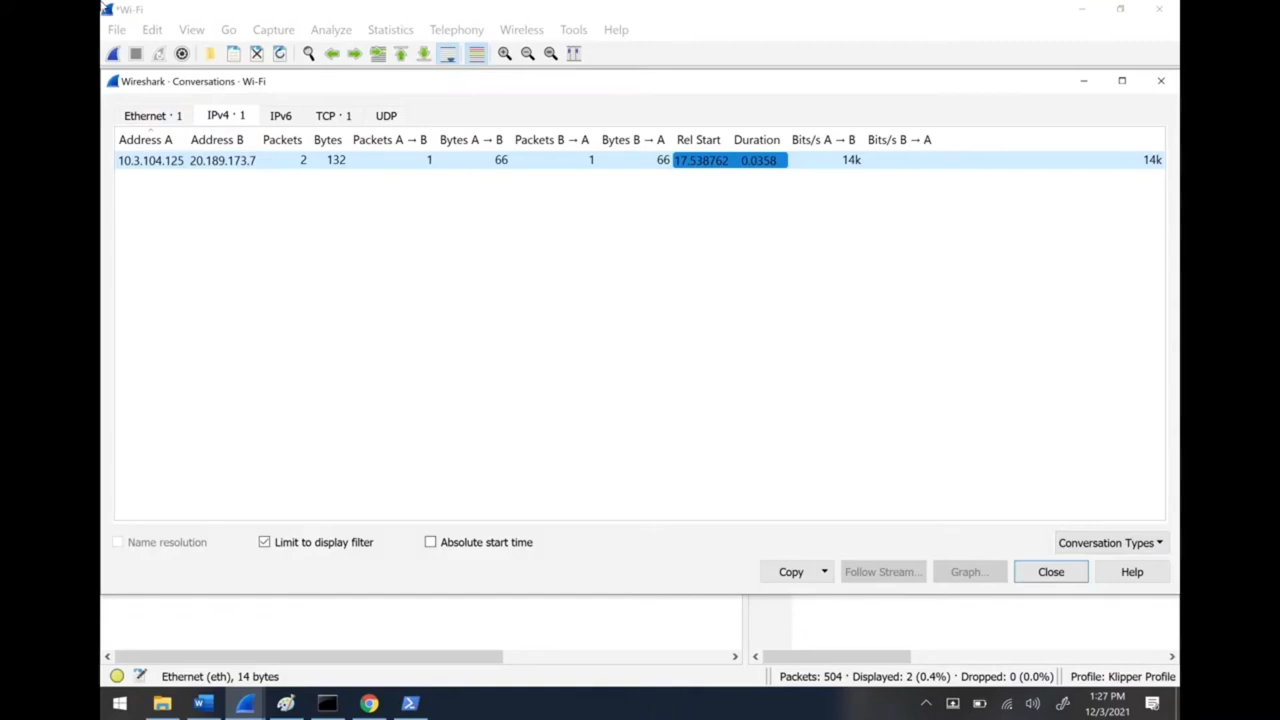 *Wi-Fi
File Edit View Go Capture Analyze Statistics Telephony Wireless Tools Help
Wireshark · Conversations · Wi-Fi
Ethernet · 1 IPv4 · 1 IPv6 TCP · 1 UDP
Address A Address B Packets Bytes Packets A → B Bytes A → B Packets B → A Bytes B → A Rel Start Duration Bits/s A → B Bits/s B → A
10.3.104.125 20.189.173.7 2 132 1 66 1 66 17.538762 0.0358 14k 14k
Name resolution Limit to display filter Absolute start time Conversation Types
Copy Follow Stream... Graph... Close Help
Ethernet (eth), 14 bytes Packets: 504 · Displayed: 2 (0.4%) · Dropped: 0 (0.0%) Profile: Klipper Profile
1:27 PM
12/3/2021